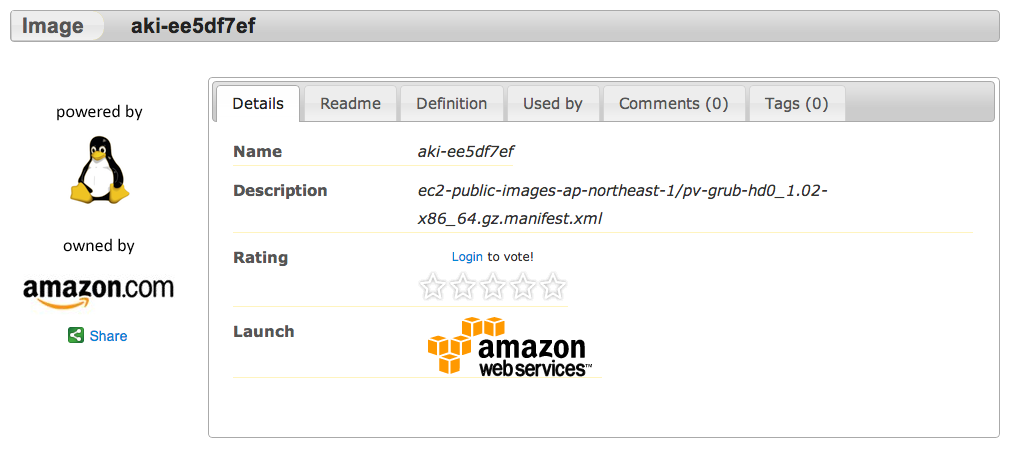 Image aki-ee5df7ef
powered by
owned by
amazon.com
Share
Details Readme Definition Used by Comments (0) Tags (0)
Name aki-ee5df7ef
Description ec2-public-images-ap-northeast-1/pv-grub-hd0_1.02-
x86_64.gz.manifest.xml
Rating Login to vote!
Launch
amazon
web services™